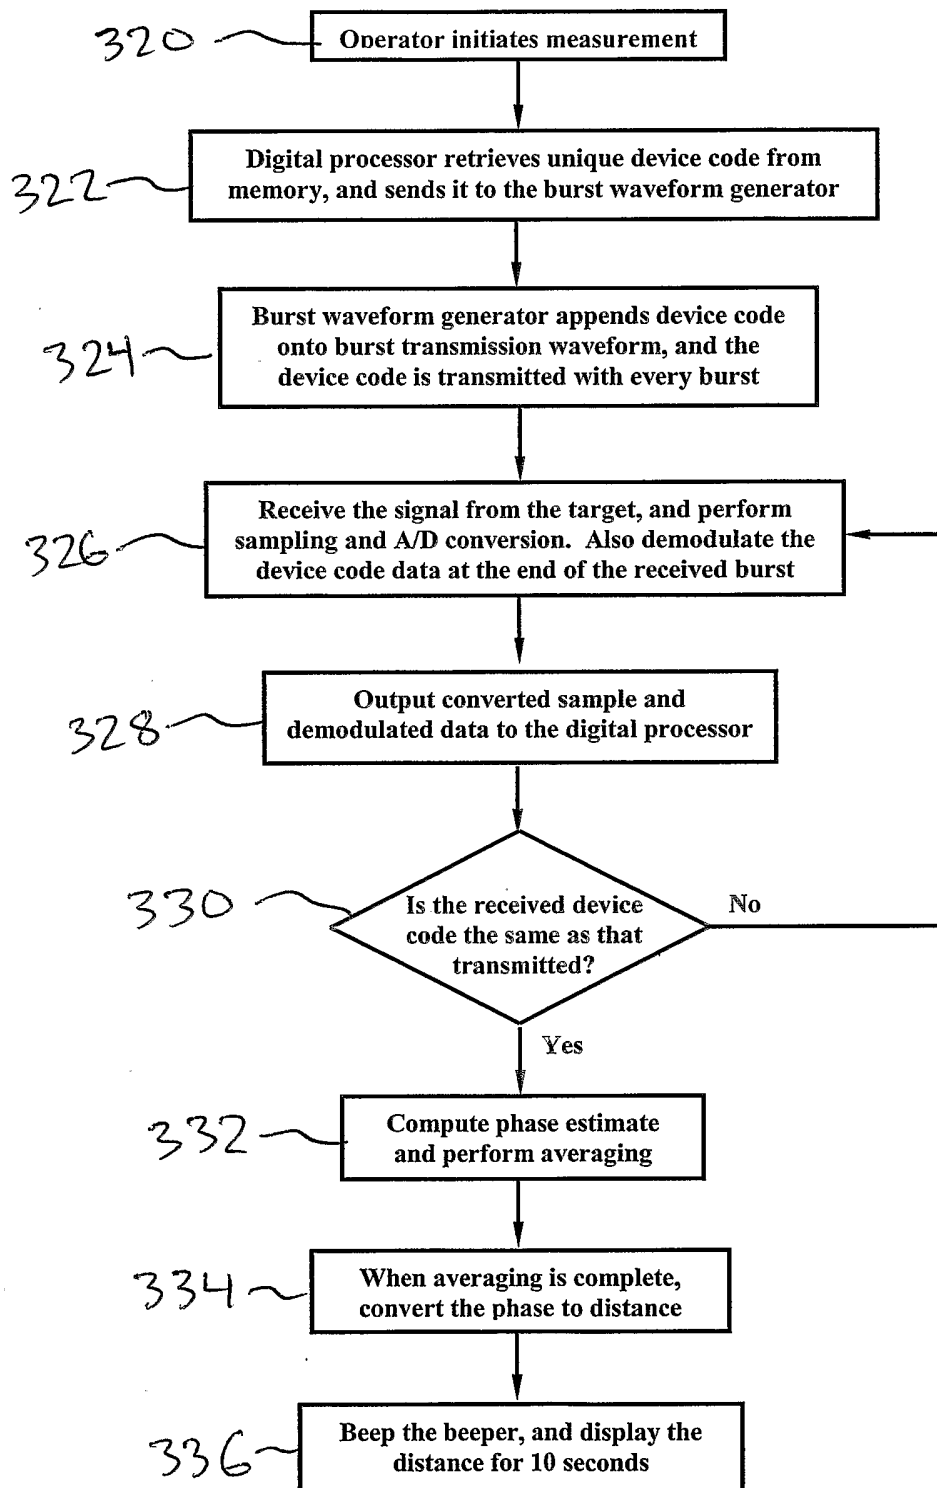 320
Operator initiates measurement
322
Digital processor retrieves unique device code from
memory, and sends it to the burst waveform generator
324
Burst waveform generator appends device code
onto burst transmission waveform, and the
device code is transmitted with every burst
326
Receive the signal from the target, and perform
sampling and A/D conversion. Also demodulate the
device code data at the end of the received burst
328
Output converted sample and
demodulated data to the digital processor
330
Is the received device
code the same as that
transmitted?
No
Yes
332
Compute phase estimate
and perform averaging
334
When averaging is complete,
convert the phase to distance
336
Beep the beeper, and display the
distance for 10 seconds